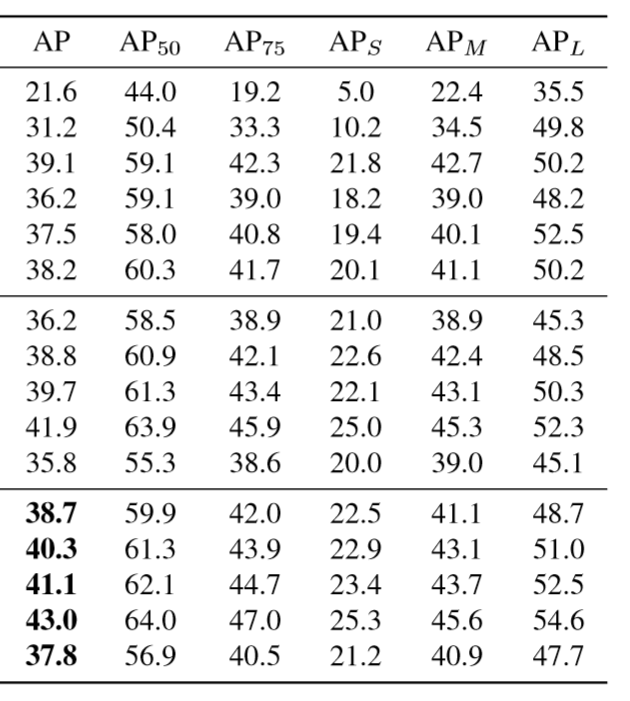 AP AP50 AP75 APS APM APL
21.6 44.0 19.2 5.0 22.4 35.5
31.2 50.4 33.3 10.2 34.5 49.8
39.1 59.1 42.3 21.8 42.7 50.2
36.2 59.1 39.0 18.2 39.0 48.2
37.5 58.0 40.8 19.4 40.1 52.5
38.2 60.3 41.7 20.1 41.1 50.2
36.2 58.5 38.9 21.0 38.9 45.3
38.8 60.9 42.1 22.6 42.4 48.5
39.7 61.3 43.4 22.1 43.1 50.3
41.9 63.9 45.9 25.0 45.3 52.3
35.8 55.3 38.6 20.0 39.0 45.1
38.7 59.9 42.0 22.5 41.1 48.7
40.3 61.3 43.9 22.9 43.1 51.0
41.1 62.1 44.7 23.4 43.7 52.5
43.0 64.0 47.0 25.3 45.6 54.6
37.8 56.9 40.5 21.2 40.9 47.7